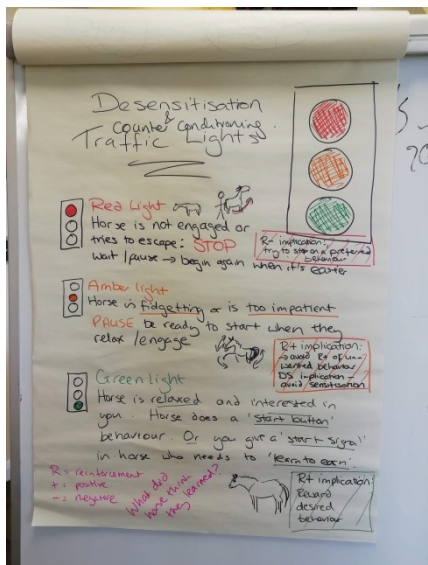 Desensitisation
& counter conditioning
Traffic Lights
Red Light
Horse is not engaged or
tries to escape: STOP
wait / pause → begin again when it's easier
R- implication:
try to stop on a preferred
behaviour
Amber light
Horse is fidgetting or is too impatient
PAUSE be ready to start when they
relax / engage
R+ implication:
→ avoid R+ of un-
wanted behaviour
DS implication →
avoid sensitisation
Green light
Horse is relaxed and interested in
you. Horse does a 'start button'
behaviour. Or you give a 'start signal'
in horse who needs to 'learn to earn'.
R = reinforcement
+ = positive
- = negative
What did
horse think
they learned?
R+ implication:
Reward
desired
behaviour